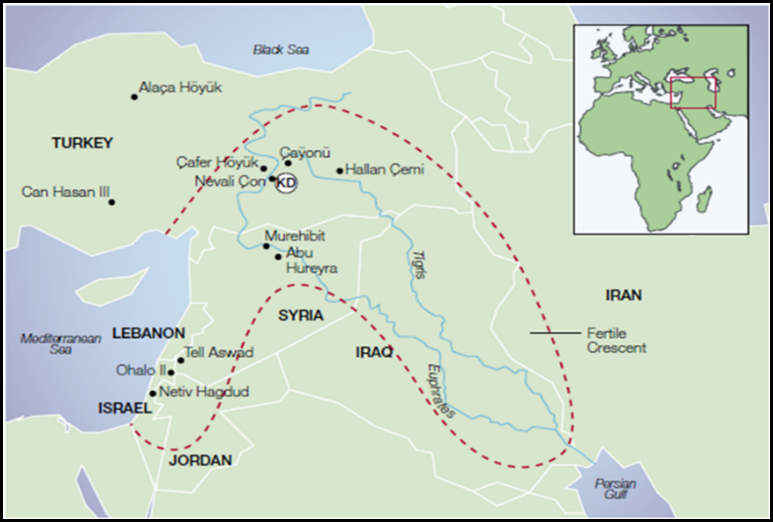 Black Sea
Alaça Höyük
TURKEY
Çayönü
Çafer Höyük
Hallan Çemi
Nevali Çori
KD
Can Hasan III
Murehibit
Abu
Hureyra
Tigris
IRAN
SYRIA
Mediterranean
Sea
LEBANON
Fertile
Crescent
Tell Aswad
IRAQ
Ohalo II
Euphrates
Netiv Hagdud
ISRAEL
JORDAN
Persian
Gulf